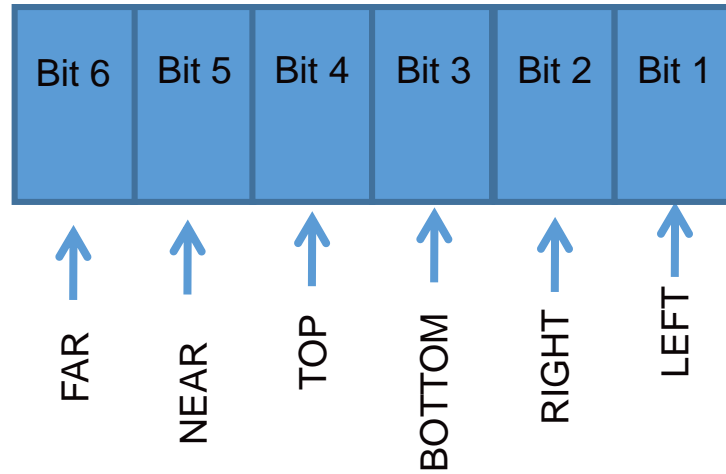 Bit 6 Bit 5 Bit 4 Bit 3 Bit 2 Bit 1
FAR
NEAR
TOP
BOTTOM
RIGHT
LEFT